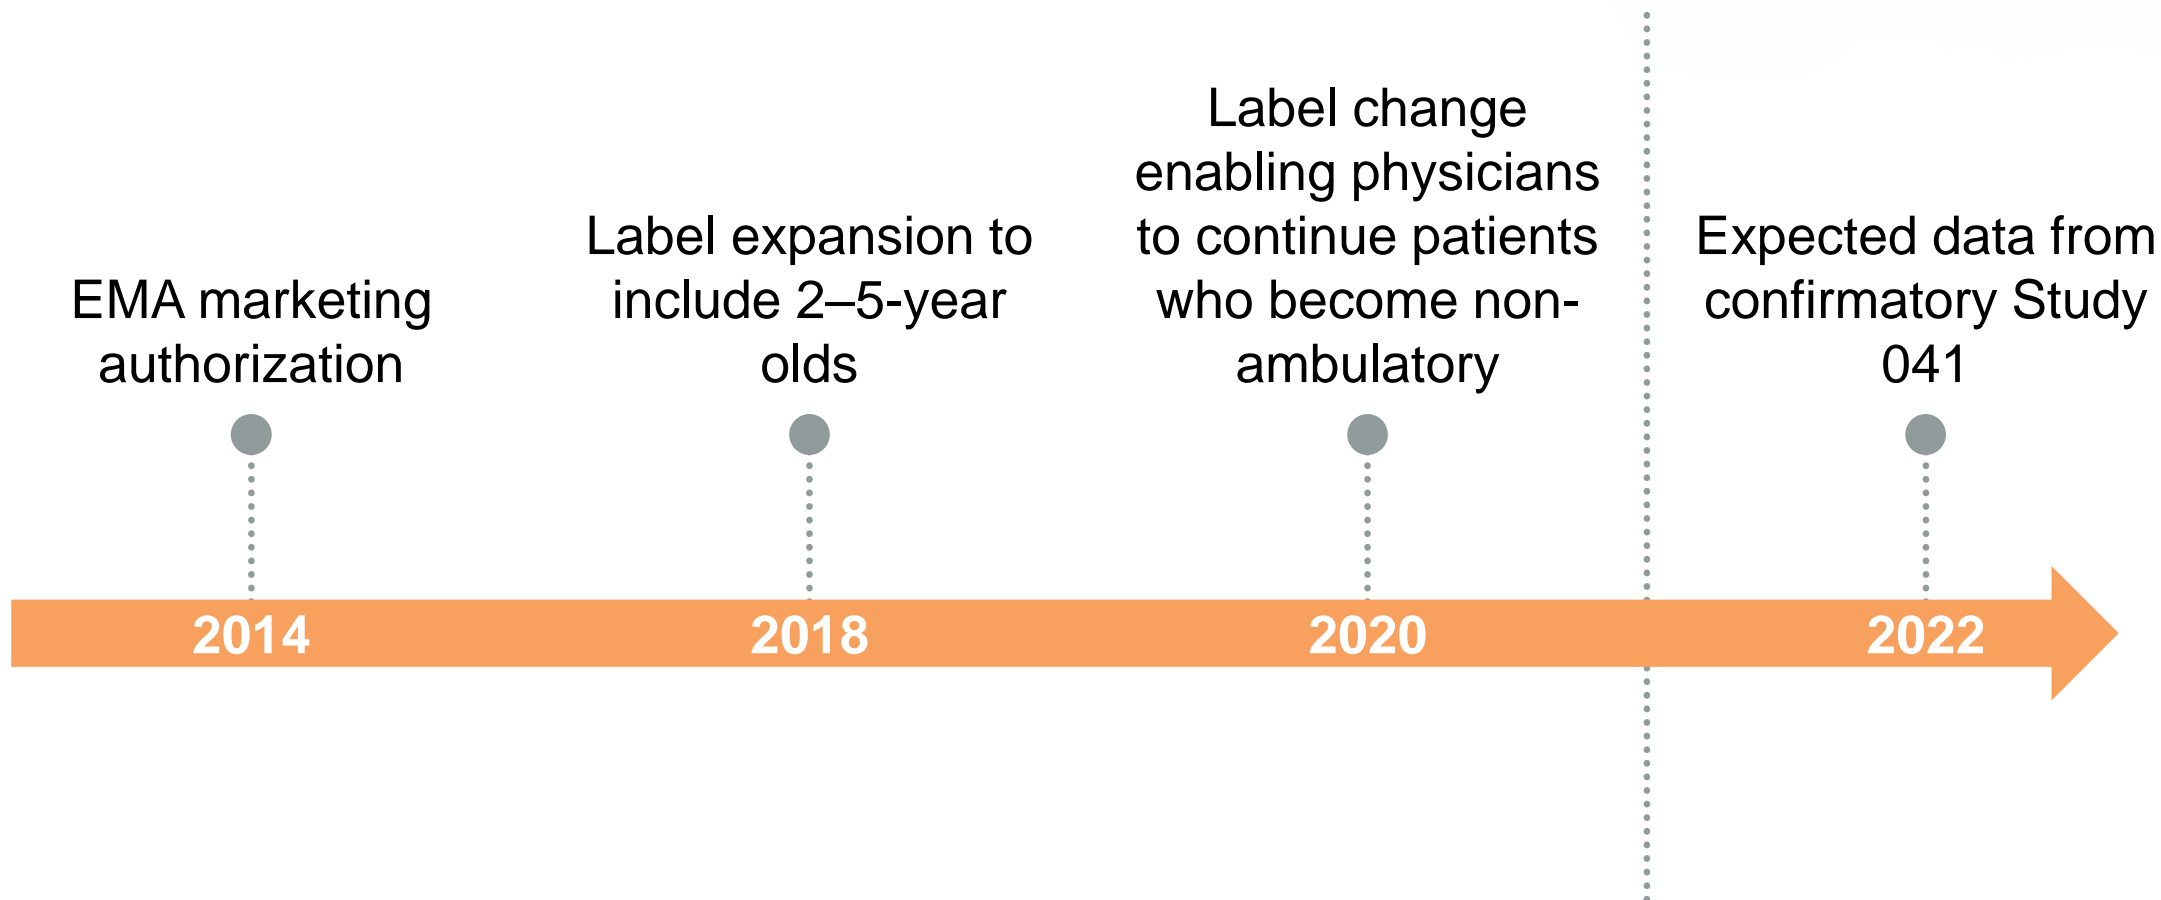 EMA marketing
authorization
Label expansion to
include 2–5-year
olds
Label change
enabling physicians
to continue patients
who become non-
ambulatory
Expected data from
confirmatory Study
041
2014
2018
2020
2022